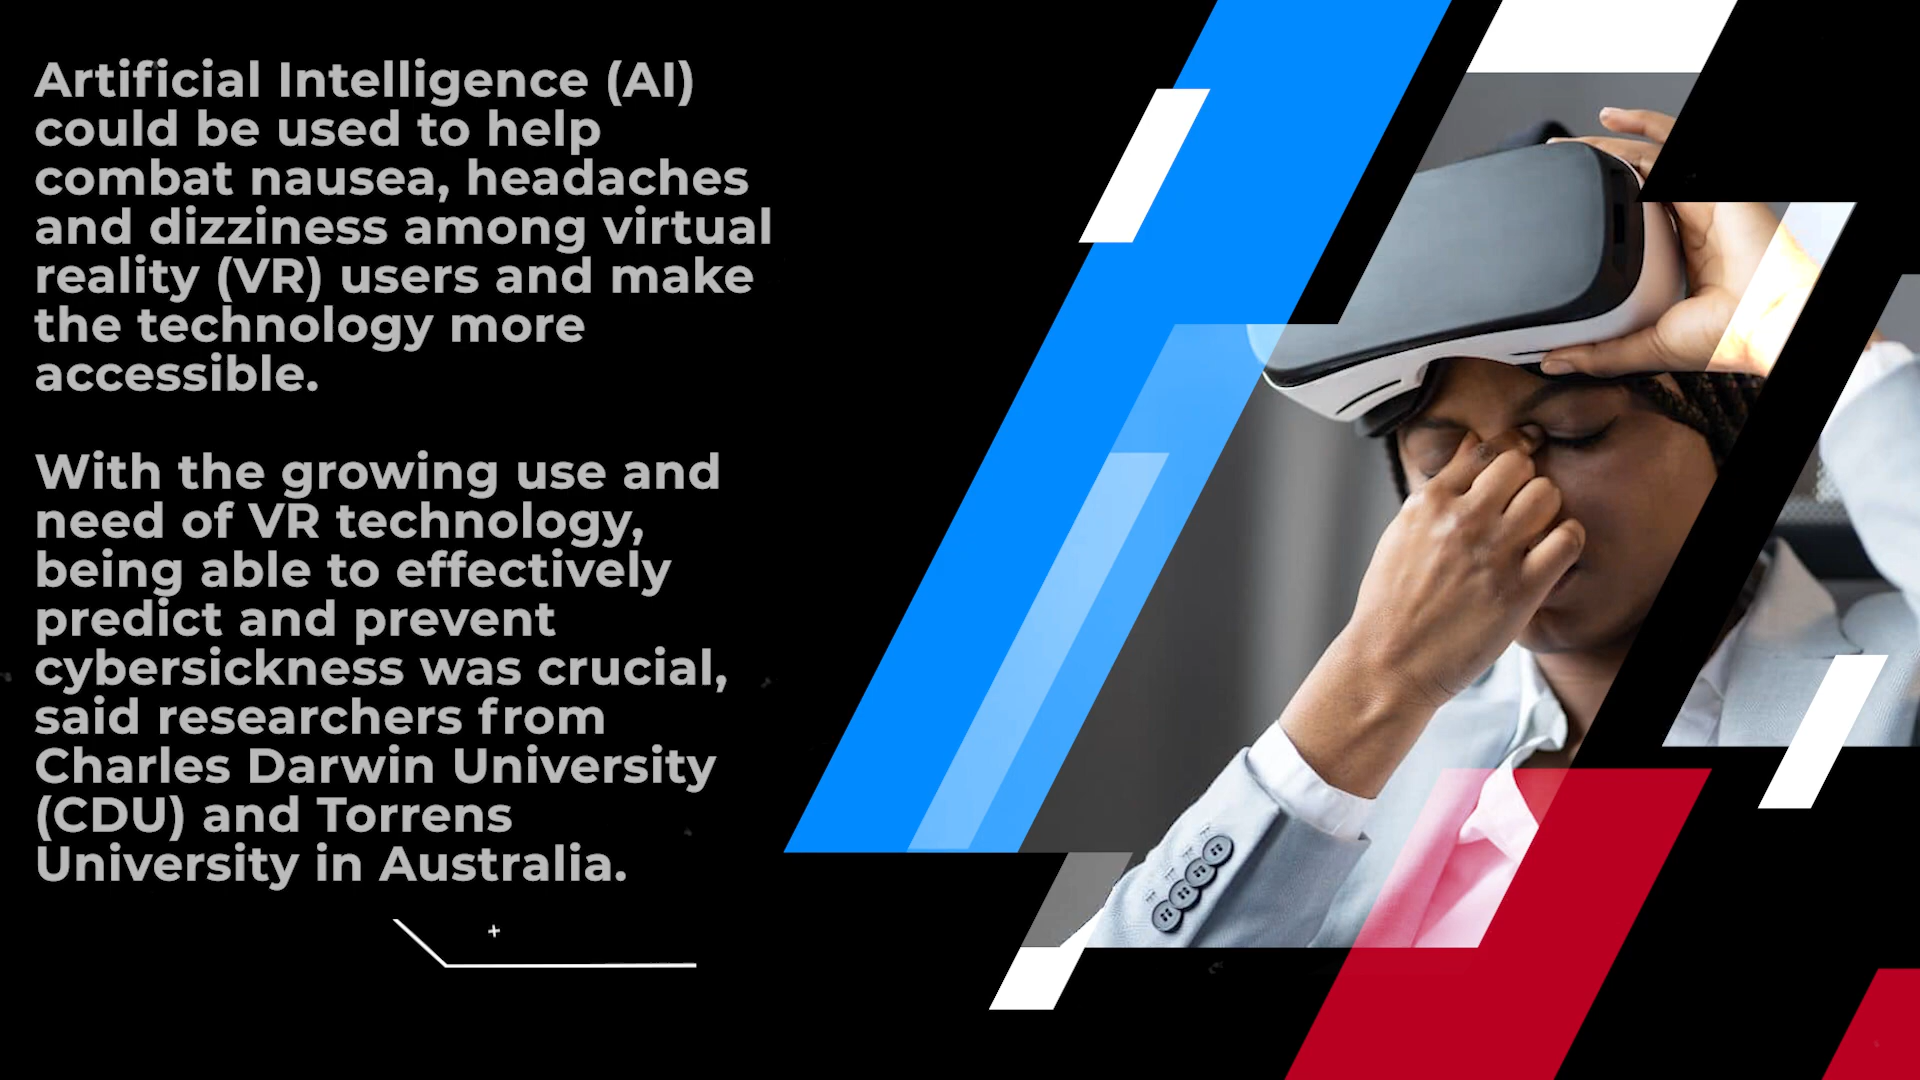 Artificial Intelligence (AI)
could be used to help
combat nausea, headaches
and dizziness among virtual
reality (VR) users and make
the technology more
accessible.
With the growing use and
need of VR technology,
being able to effectively
predict and prevent
cybersickness was crucial,
said researchers from
Charles Darwin University
(CDU) and Torrens
University in Australia.